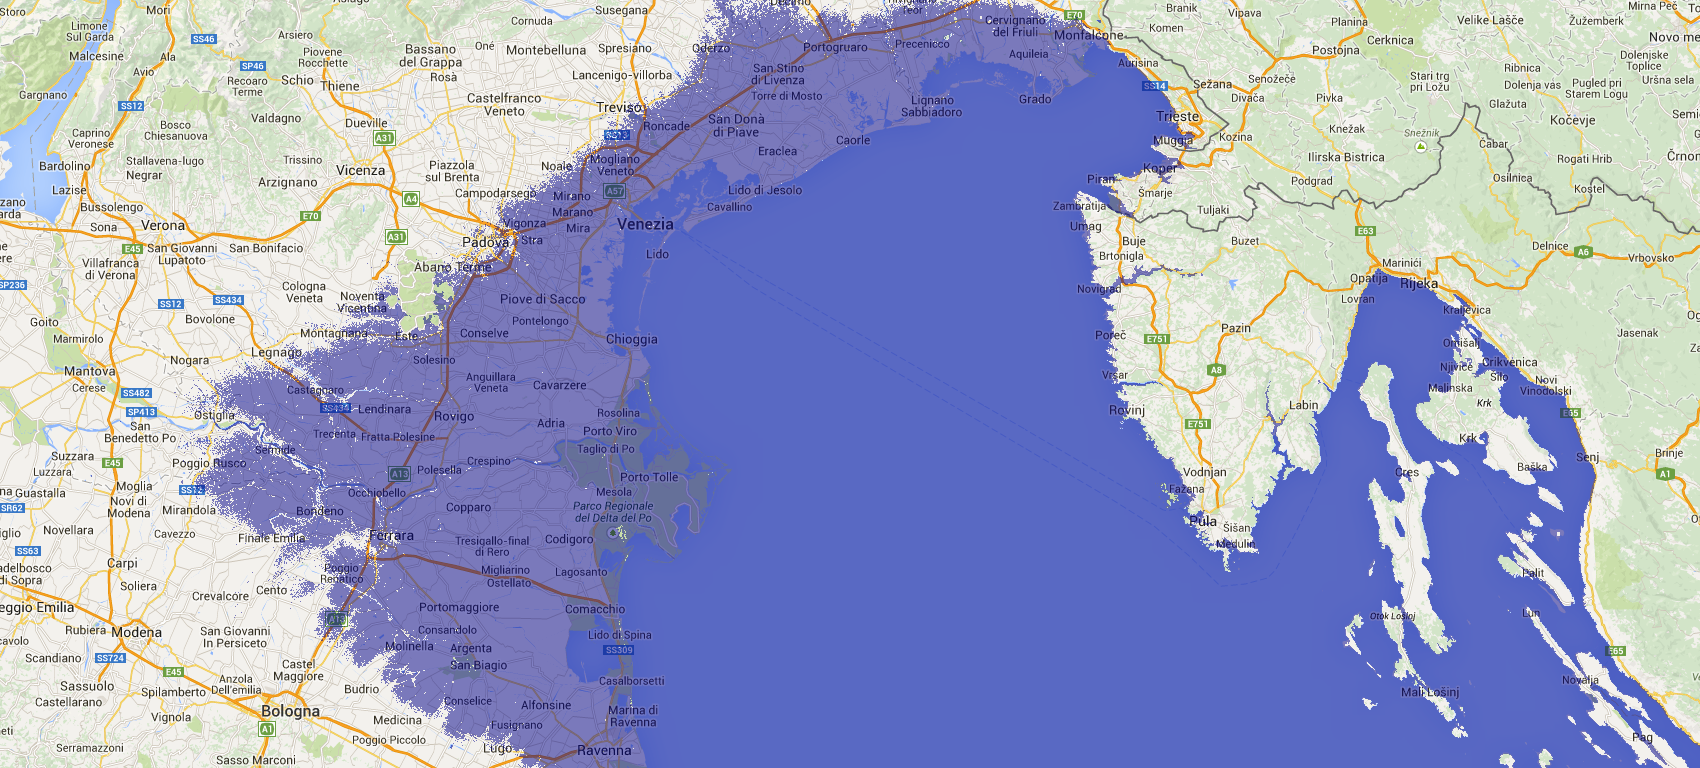 Storo
Limone
Sul Garda
SS46
Arsiero
Cornuda
Susegana
Cervignano
del Friuli
E70
Branik
Vipava
Planina
Mirna Peč
Malcesine
Ala
Piovene
Rocchette
Bassano
del Grappa
Oné
Montebelluna
Spresiano
Oderzo
Portogruaro
Precenicco
Monfalcone
Komen
Postojna
Cerknica
Velike Lašče
Žužemberk
Novo me
Avio
SP46
Schio
Rosà
Lancenigo-villorba
San Stino
di Livenza
Aquileia
Aurisina
Senožeče
Ribnica
Dolenjske
Toplice
Gargnano
Recoaro
Terme
Thiene
Castelfranco
Veneto
Treviso
Torre di Mosto
Lignano
Sabbiadoro
Grado
SS14
Sežana
Divača
Pivka
Stari trg
pri Ložu
Dolenja vas
Pugled pri
Starem Logu
Uršna sela
SS12
Valdagno
Dueville
Roncade
San Donà
di Piave
Trieste
Glažuta
Caprino
Veronese
Bosco
Chiesanuova
A31
SS13
Caorle
Muggia
Kozina
Knežak
Snežnik
Kočevje
Bardolino
Stallavena-lugo
Negrar
Trissino
Vicenza
Piazzola
sul Brenta
Noale
Mogliano
Veneto
Eraclea
Koper
Ilirska Bistrica
Čabar
Rogati Hrib
Črnom
Lazise
Arzignano
Campodarsego
Mirano
A57
Lido di Jesolo
Piran
Šmarje
Podgrad
Osilnica
Kostel
Bussolengo
E70
A4
Marano
Cavallino
Zambratija
Tuljaki
Sona
Verona
Vigonza
Mira
Venezia
Umag
E63
E45
San Giovanni
Lupatoto
San Bonifacio
A31
Padova
Stra
Buje
Buzet
Delnice
A6
Villafranca
di Verona
Abano Terme
Lido
Brtonigla
Marinići
Vrbovsko
SP236
Cologna
Veneta
Noventa
Vicentina
Novigrad
Opatija
Rijeka
SS12
SS434
Piove di Sacco
Lovran
Goito
Bovolone
Pontelongo
Kraljevica
Marmirolo
Montagnana
Este
Conselve
Chioggia
Poreč
E751
Pazin
Omišalj
Jasenak
Nogara
Legnago
Solesino
Crikvenica
Mantova
Cerese
Castagnaro
Anguillara
Veneta
Cavarzere
Vrsar
A8
Njivice
Silo
Malinska
Novi
Vinodolski
SS482
SP413
Ostiglia
SS434
Lendinara
Rovigo
Rosolina
Rovinj
Labin
Krk
E65
San
Benedetto Po
Trecenta
Fratta Polesine
Adria
Porto Viro
E751
Krk
Suzzara
E45
Poggio Rusco
Sermide
Crespino
Taglio di Po
Senj
Brinje
Luzzara
A13
Polesella
Vodnjan
Cres
Baška
A1
Guastalla
Moglia
SS12
Occhiobello
Mesola
Porto Tolle
Fažana
SR62
Novi di
Modena
Mirandola
Bondeno
Copparo
Parco Regionale
del Delta del Po
Pula
Šišan
Novellara
Cavezzo
Finale Emilia
Ferrara
Tresigallo-final
di Rero
Codigoro
Medulin
SS63
Carpi
Poggio
Renatico
Migliarino
Ostellato
Lagosanto
adelbosco
di Sopra
Soliera
Cento
Palit
Reggio Emilia
Crevalcore
Portomaggiore
Comacchio
Lun
Rubiera
Modena
San Giovanni
In Persiceto
Consandolo
Lido di Spina
Otok Lošinj
Scandiano
SS724
Castel
Maggiore
Molinella
Argenta
SS309
E65
E45
San Biagio
Sassuolo
Spilamberto
Anzola
Dell'emilia
Budrio
Casalborsetti
Mali Lošinj
Novalja
Castellarano
Vignola
Bologna
Conselice
Alfonsine
Marina di
Ravenna
Medicina
Fusignano
A1
Serramazzoni
Poggio Piccolo
Lugo
Ravenna
Pag
Sasso Marconi